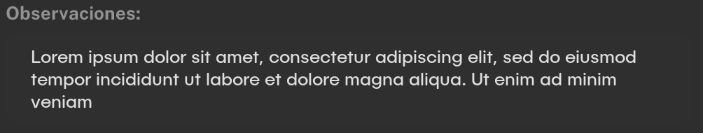 Observaciones:
Lorem ipsum dolor sit amet, consectetur adipiscing elit, sed do eiusmod
tempor incididunt ut labore et dolore magna aliqua. Ut enim ad minim
veniam